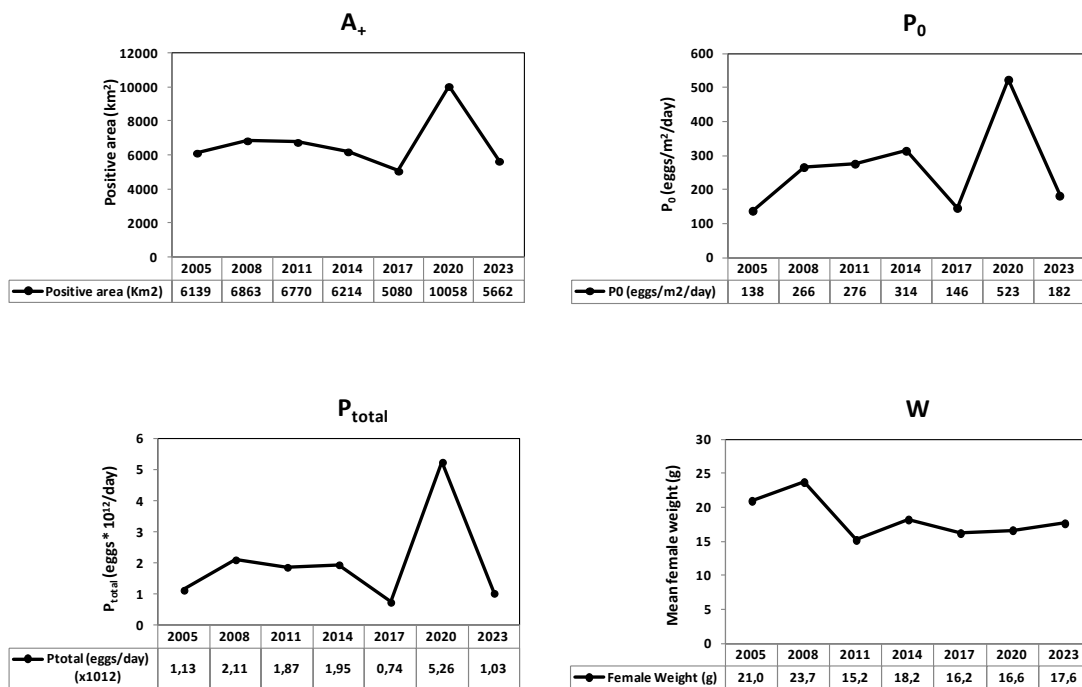 A₊
Positive area (km²)
12000
10000
8000
6000
4000
2000
0
2005 2008 2011 2014 2017 2020 2023
Positive area (Km2) 6139 6863 6770 6214 5080 10058 5662
P₀
P₀ (eggs/m²/day)
600
500
400
300
200
100
0
2005 2008 2011 2014 2017 2020 2023
P0 (eggs/m2/day) 138 266 276 314 146 523 182
P_total
P_total (eggs* 10¹²/day)
6
5
4
3
2
1
0
2005 2008 2011 2014 2017 2020 2023
Ptotal (eggs/day) (x1012) 1,13 2,11 1,87 1,95 0,74 5,26 1,03
W
Mean female weight (g)
30
25
20
15
10
5
0
2005 2008 2011 2014 2017 2020 2023
Female Weight (g) 21,0 23,7 15,2 18,2 16,2 16,6 17,6